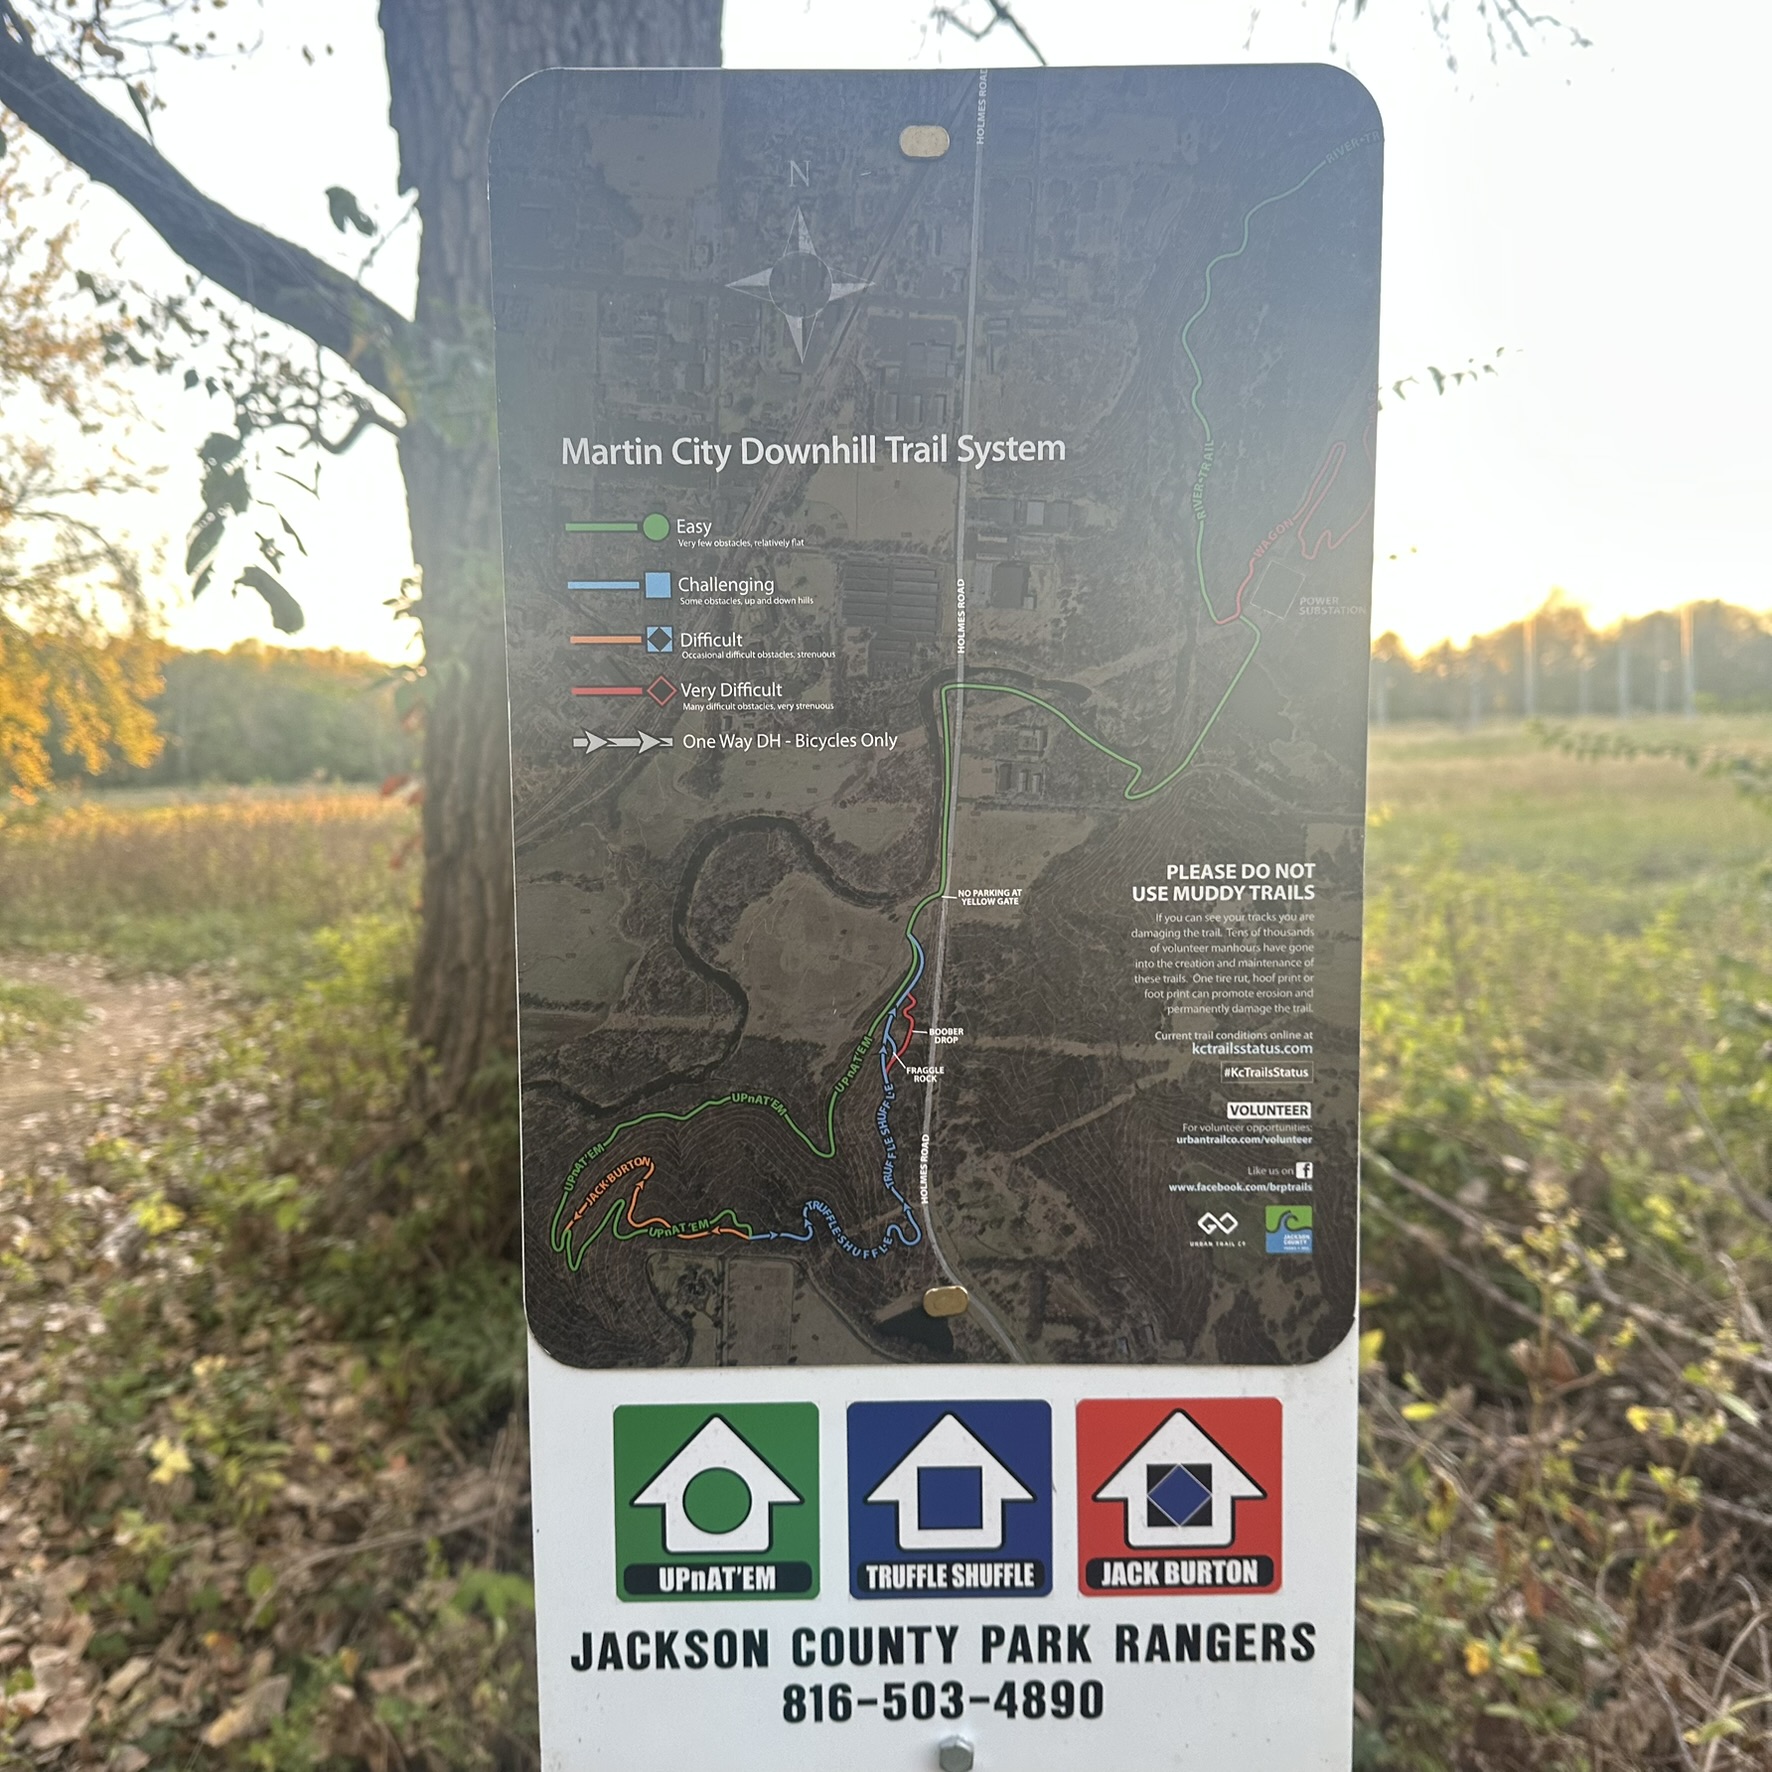 HOLMES ROAD
RIVER-TR
N
Martin City Downhill Trail System
Easy
Very few obstacles, relatively flat
Challenging
Some obstacles, up and down hills
Difficult
Occasional difficult obstacles, strenuous
Very Difficult
Many difficult obstacles, very strenuous
One Way DH - Bicycles Only
RIVER-TRAIL
WAGON
POWER
SUBSTATION
HOLMES ROAD
NO PARKING AT
YELLOW GATE
BOOBER
DROP
FRAGGLE
ROCK
UPnAT'EM
UPnAT'EM
UPnAT'EM
JACK-BURTON
UPnAT'EM
TRUFFLE SHUFFLE
TRUFFLE-SHUFFLE
HOLMES ROAD
PLEASE DO NOT
USE MUDDY TRAILS
If you can see your tracks you are
damaging the trail. Tens of thousands
of volunteer manhours have gone
into the creation and maintenance of
these trails. One tire rut, hoof print or
foot print can promote erosion and
permanently damage the trail.
Current trail conditions online at
kctrailsstatus.com
#KcTrailsStatus
VOLUNTEER
For volunteer opportunities:
urbantrailco.com/volunteer
Like us on f
www.facebook.com/brptrails
URBAN TRAIL CO
JACKSON
COUNTY
UPnAT'EM
TRUFFLE SHUFFLE
JACK BURTON
JACKSON COUNTY PARK RANGERS
816-503-4890